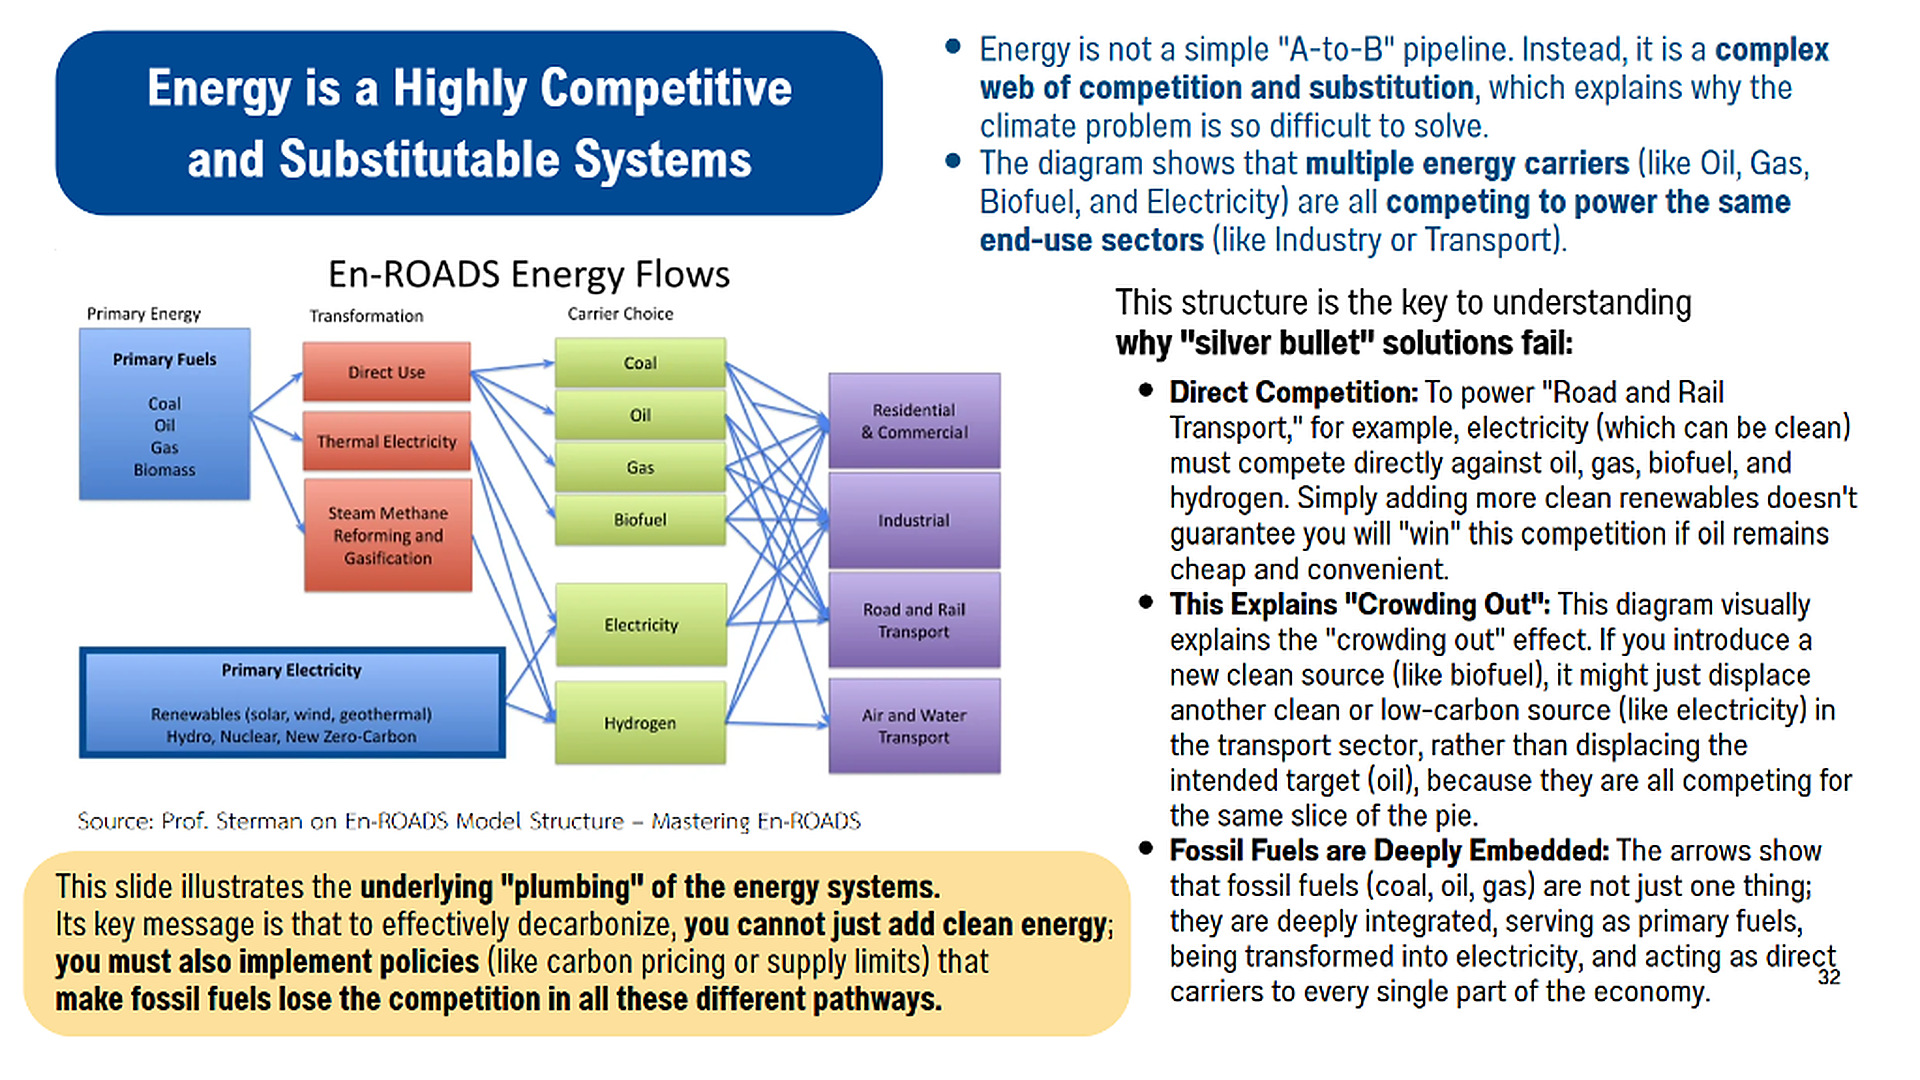 Energy is a Highly Competitive
and Substitutable Systems
• Energy is not a simple "A-to-B" pipeline. Instead, it is a complex
web of competition and substitution, which explains why the
climate problem is so difficult to solve.
• The diagram shows that multiple energy carriers (like Oil, Gas,
Biofuel, and Electricity) are all competing to power the same
end-use sectors (like Industry or Transport).
En-ROADS Energy Flows
Primary Energy
Transformation
Carrier Choice
Primary Fuels
Coal
Oil
Gas
Biomass
Direct Use
Thermal Electricity
Steam Methane
Reforming and
Gasification
Primary Electricity
Renewables (solar, wind, geothermal)
Hydro, Nuclear, New Zero-Carbon
Coal
Oil
Gas
Biofuel
Electricity
Hydrogen
Residential
& Commercial
Industrial
Road and Rail
Transport
Air and Water
Transport
Source: Prof. Sterman on En-ROADS Model Structure – Mastering En-ROADS
This slide illustrates the underlying "plumbing" of the energy systems.
Its key message is that to effectively decarbonize, you cannot just add clean energy;
you must also implement policies (like carbon pricing or supply limits) that
make fossil fuels lose the competition in all these different pathways.
This structure is the key to understanding
why "silver bullet" solutions fail:
• Direct Competition: To power "Road and Rail
Transport," for example, electricity (which can be clean)
must compete directly against oil, gas, biofuel, and
hydrogen. Simply adding more clean renewables doesn't
guarantee you will "win" this competition if oil remains
cheap and convenient.
• This Explains "Crowding Out": This diagram visually
explains the "crowding out" effect. If you introduce a
new clean source (like biofuel), it might just displace
another clean or low-carbon source (like electricity) in
the transport sector, rather than displacing the
intended target (oil), because they are all competing for
the same slice of the pie.
• Fossil Fuels are Deeply Embedded: The arrows show
that fossil fuels (coal, oil, gas) are not just one thing;
they are deeply integrated, serving as primary fuels,
being transformed into electricity, and acting as direct
carriers to every single part of the economy.
32